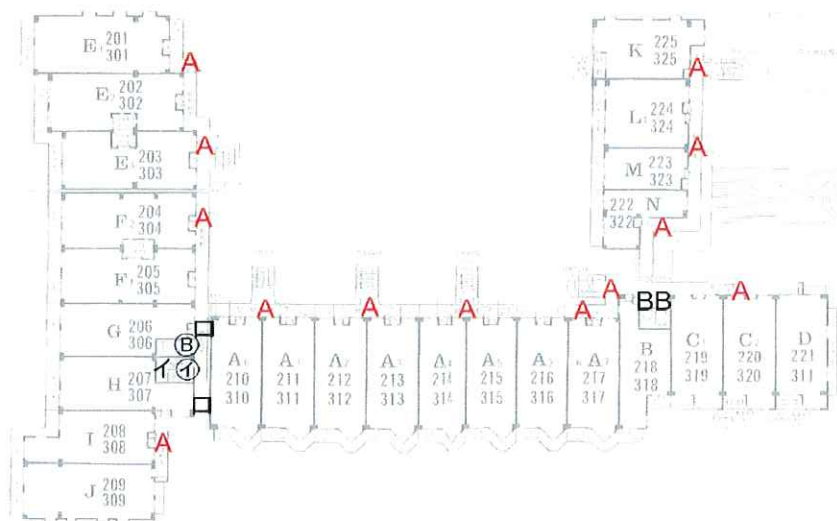 E 201
301
A
E 202
302
E 203
303
A
F 204
304
A
F 205
305
G 206
306
B
イ イ
H 207
307
I 208
308
A
J 209
309
K 225
325
A
L 224
324
A
M 223
323
222 N
322
A
A A A A A
BB
A
A
210
310
A
211
311
A
212
312
A
213
313
A
214
314
A
215
315
A
216
316
A
217
317
B
218
318
C
219
319
C
220
320
D
221
311